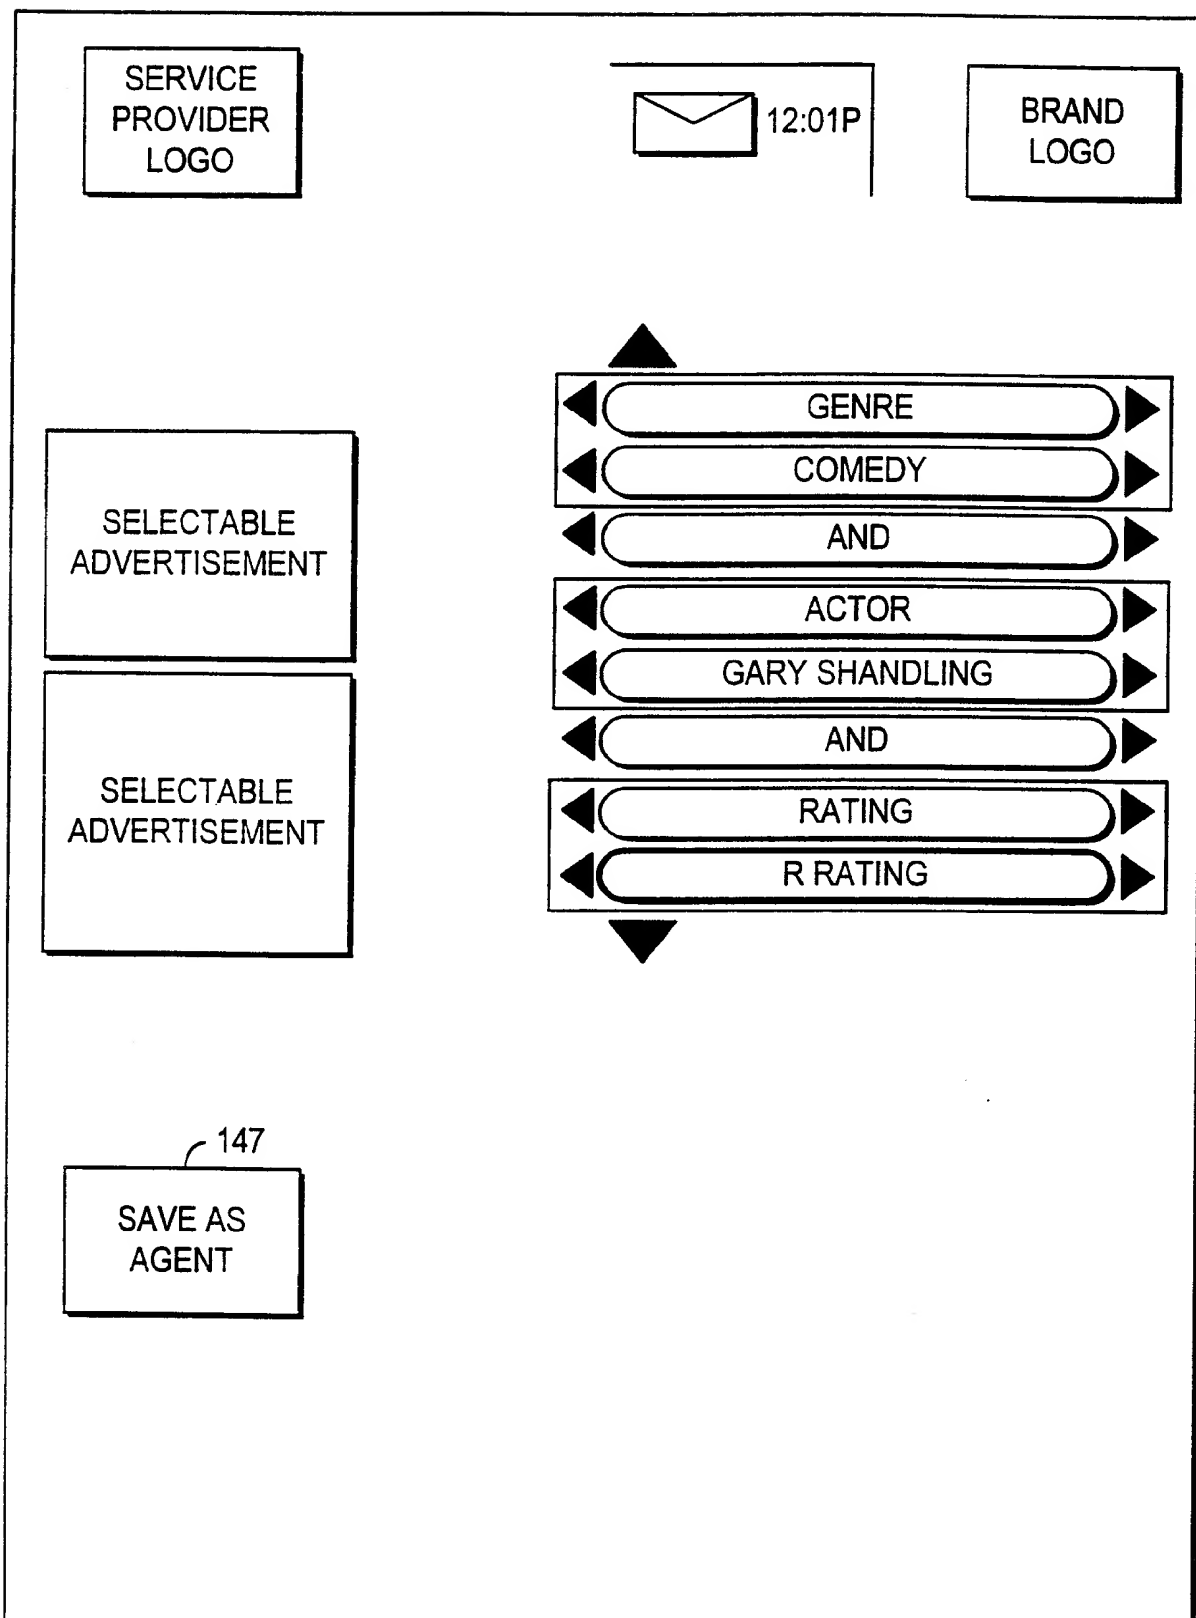 SERVICE
PROVIDER
LOGO
12:01P
BRAND
LOGO
GENRE
COMEDY
AND
ACTOR
GARY SHANDLING
AND
RATING
R RATING
SELECTABLE
ADVERTISEMENT
SELECTABLE
ADVERTISEMENT
147
SAVE AS
AGENT